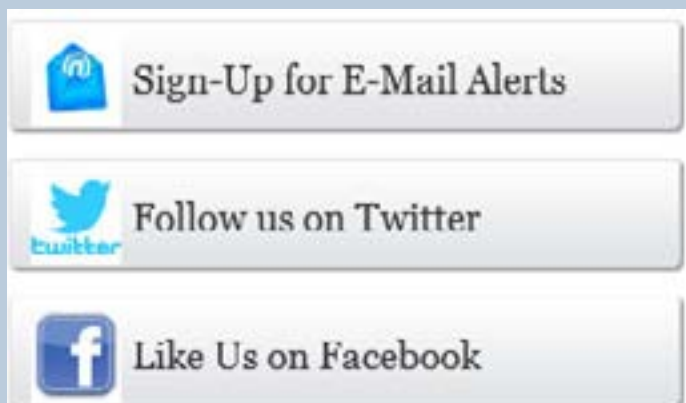 Sign-Up for E-Mail Alerts
twitter
Follow us on Twitter
f
Like Us on Facebook